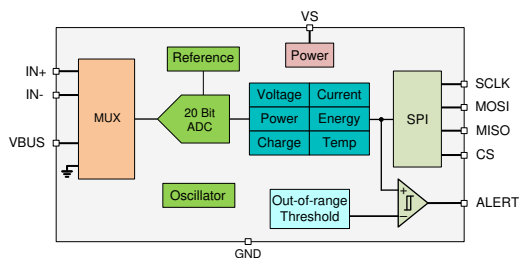 VS
Reference
Power
IN+
IN-
VBUS
MUX
20 Bit
ADC
Voltage
Current
Power
Energy
Charge
Temp
SPI
SCLK
MOSI
MISO
CS
Oscillator
Out-of-range
Threshold
+
−
ALERT
GND